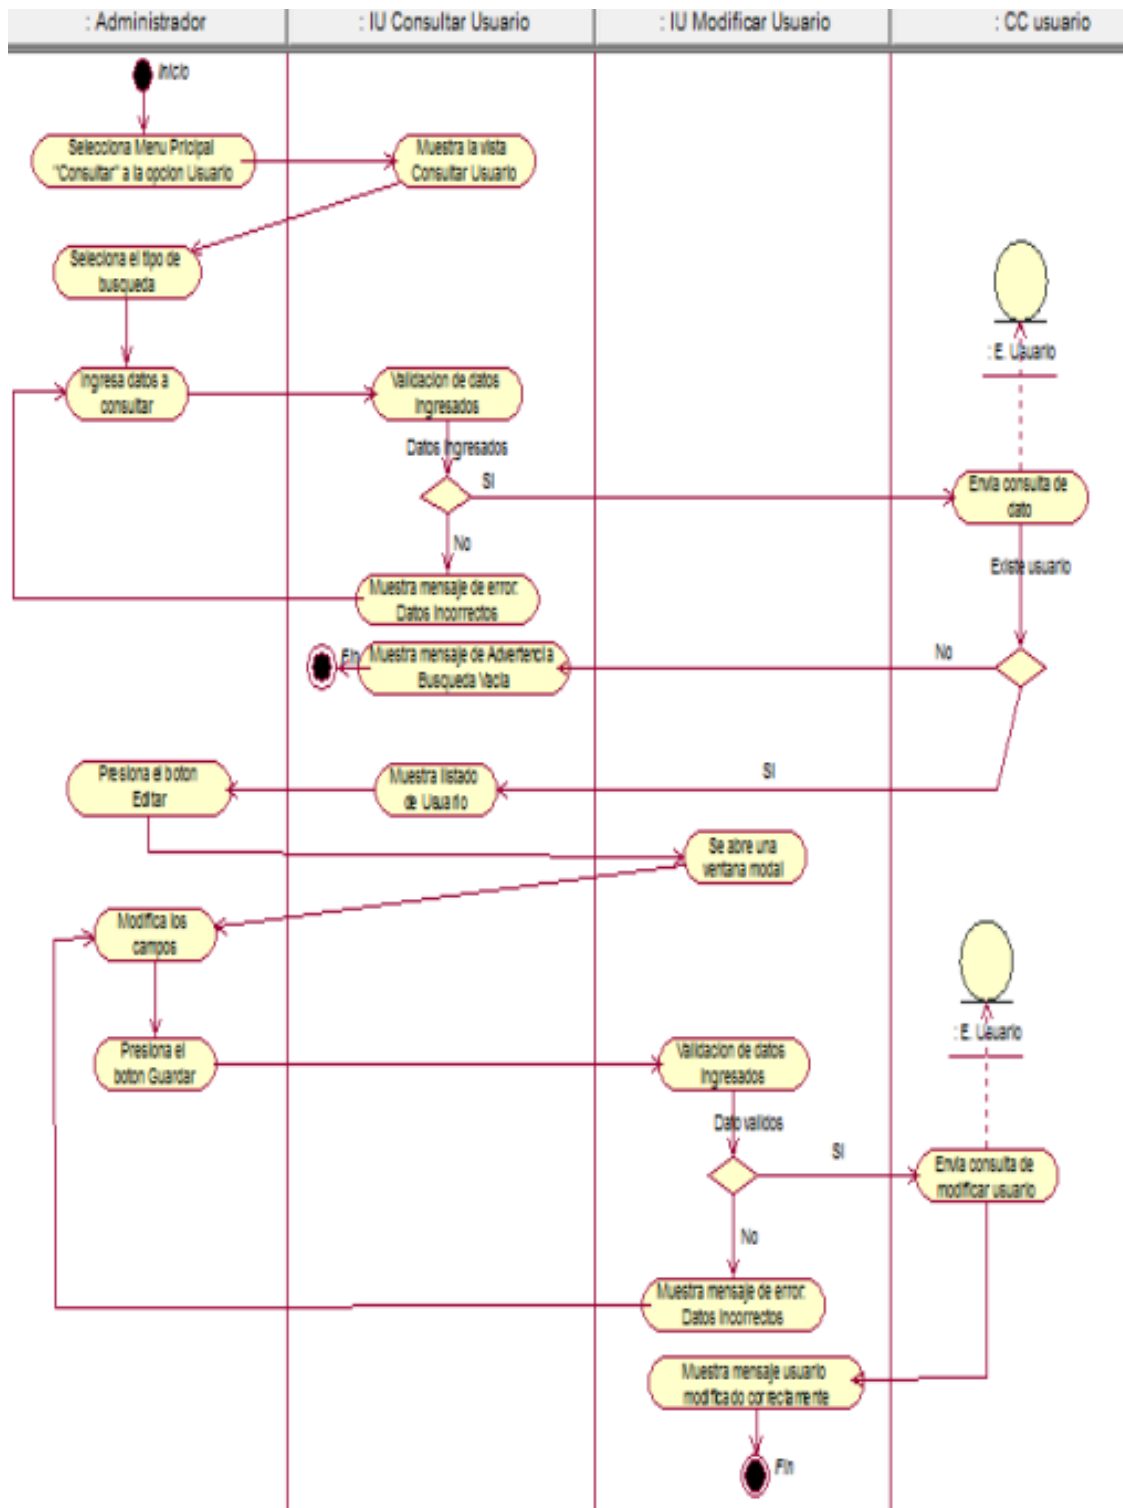 : Administrador
: IU Consultar Usuario
: IU Modificar Usuario
: CC usuario
Inicio
Selecciona Menu Pricipal
"Consultar" a la opcion Usuario
Muestra la vista
Consultar Usuario
Seleciona el tipo de
busqueda
: E. Usuario
Ingresa datos a
consultar
Validacion de datos
Ingresados
Datos Ingresados
SI
Envia consulta de
dato
No
Existe usuario
Muestra mensaje de error:
Datos Incorrectos
Fin
Muestra mensaje de Advertencia
Busqueda Vacia
No
SI
Presiona el boton
Editar
Muestra listado
de Usuario
Se abre una
ventana modal
Modifica los
campos
: E. Usuario
Presiona el
boton Guardar
Validacion de datos
Ingresados
Dato validos
SI
Envia consulta de
modificar usuario
No
Muestra mensaje de error:
Datos Incorrectos
Muestra mensaje usuario
modificado correctamente
Fin